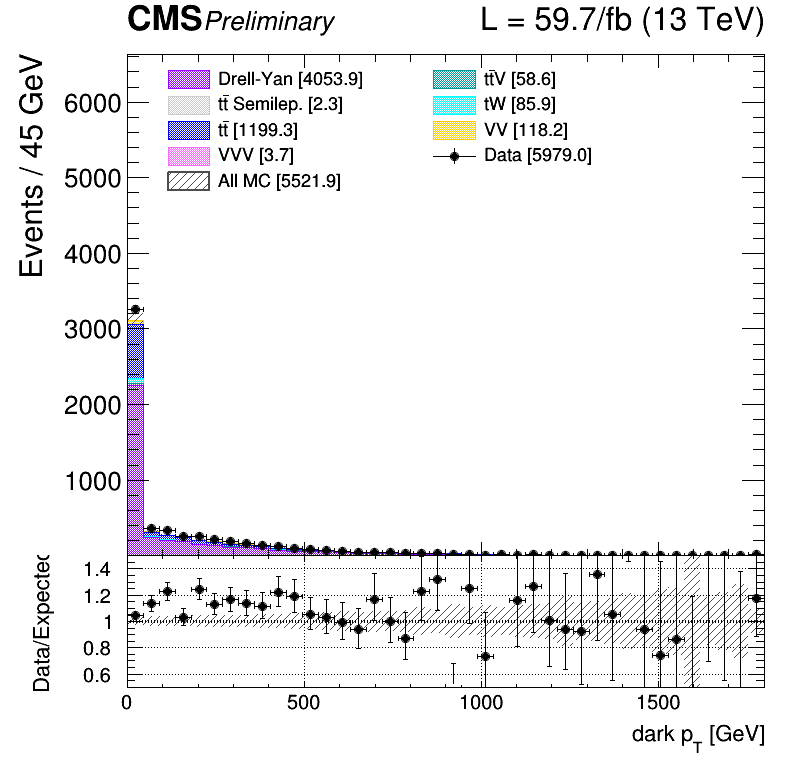 CMS Preliminary L = 59.7/fb (13 TeV)
Events / 45 GeV
6000
5000
4000
3000
2000
1000
Drell-Yan [4053.9]
tt̄ Semilep. [2.3]
tt̄ [1199.3]
VVV [3.7]
All MC [5521.9]
tt̄V [58.6]
tW [85.9]
VV [118.2]
Data [5979.0]
Data/Expected
1.4
1.2
1
0.8
0.6
0 500 1000 1500
dark p_T [GeV]